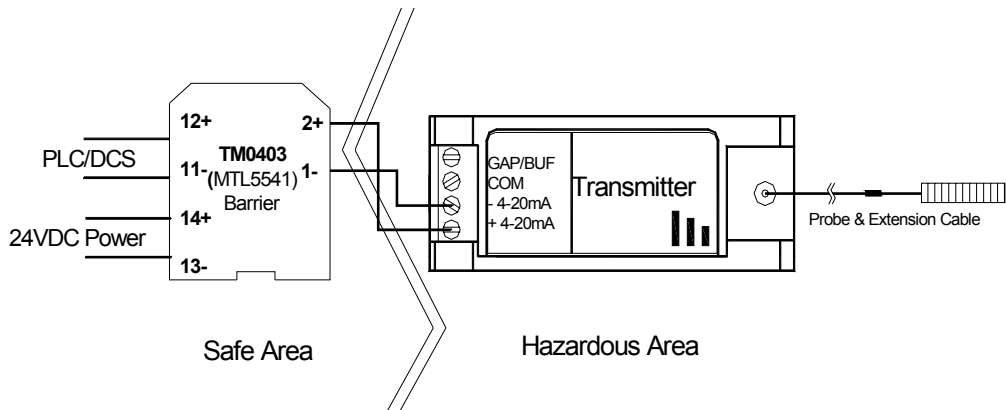 12+
2+
PLC/DCS
TM0403
11-
(MTL5541)
1-
Barrier
14+
24VDC Power
13-
GAP/BUF
COM
- 4-20mA
+ 4-20mA
Transmitter
Probe & Extension Cable
Safe Area
Hazardous Area